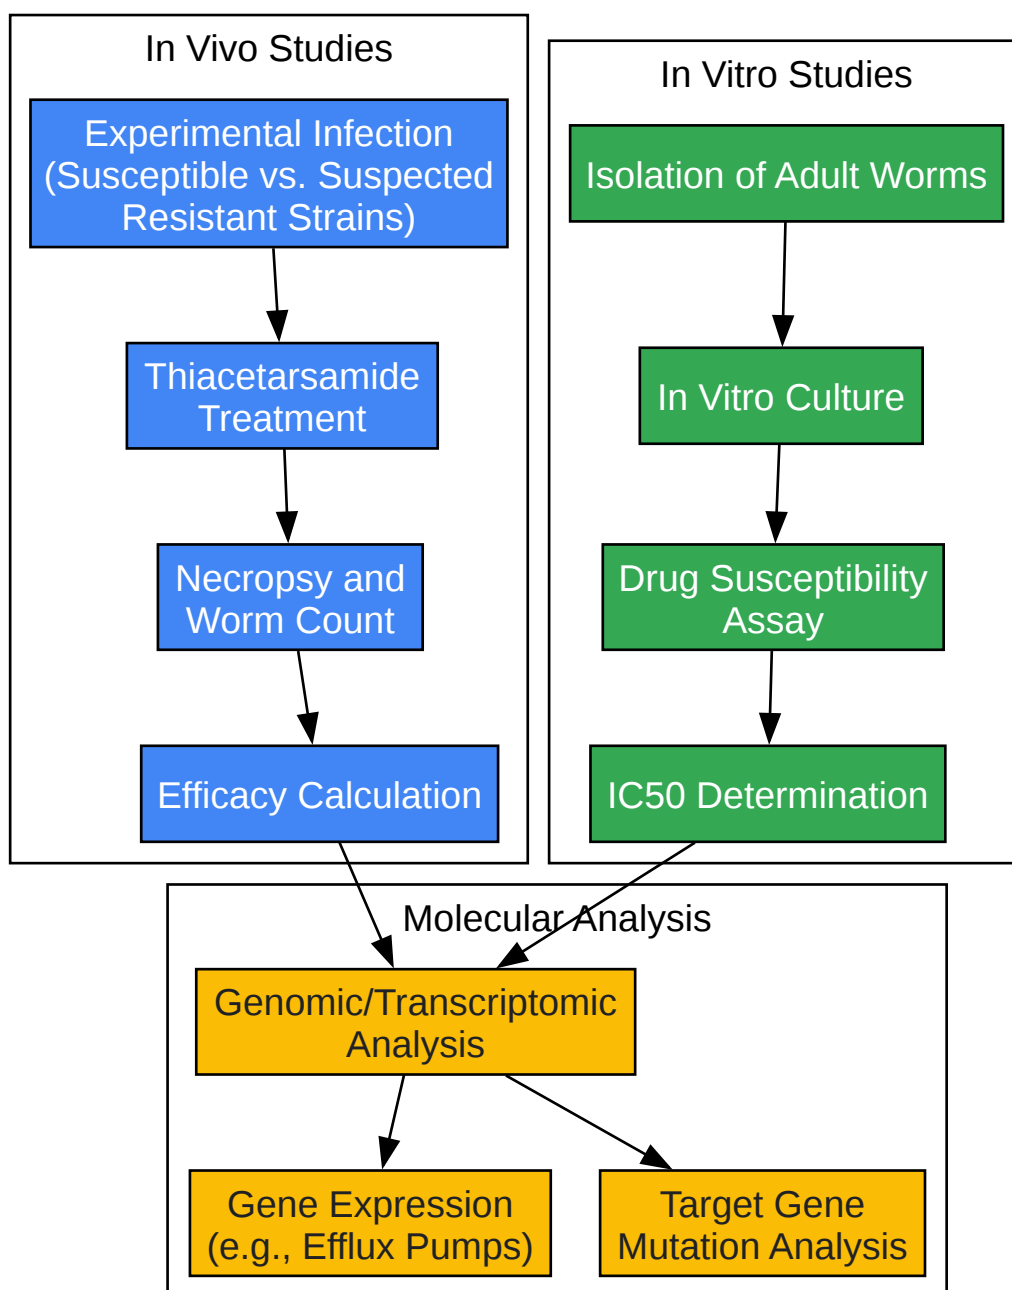 In Vivo Studies
Experimental Infection
(Susceptible vs. Suspected
Resistant Strains)
Thiacetarsamide
Treatment
Necropsy and
Worm Count
Efficacy Calculation
In Vitro Studies
Isolation of Adult Worms
In Vitro Culture
Drug Susceptibility
Assay
IC50 Determination
Molecular Analysis
Genomic/Transcriptomic
Analysis
Gene Expression
(e.g., Efflux Pumps)
Target Gene
Mutation Analysis